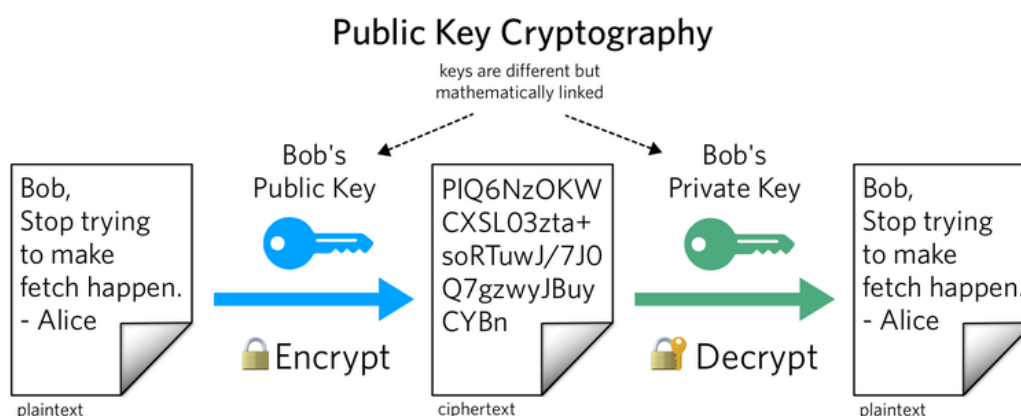 Public Key Cryptography
keys are different but
mathematically linked
Bob,
Stop trying
to make
fetch happen.
- Alice
plaintext
Bob's
Public Key
Encrypt
PIQ6NzOKW
CXSL03zta+
soRTuwJ/7J0
Q7gzwyJBuy
CYBn
ciphertext
Bob's
Private Key
Decrypt
Bob,
Stop trying
to make
fetch happen.
- Alice
plaintext